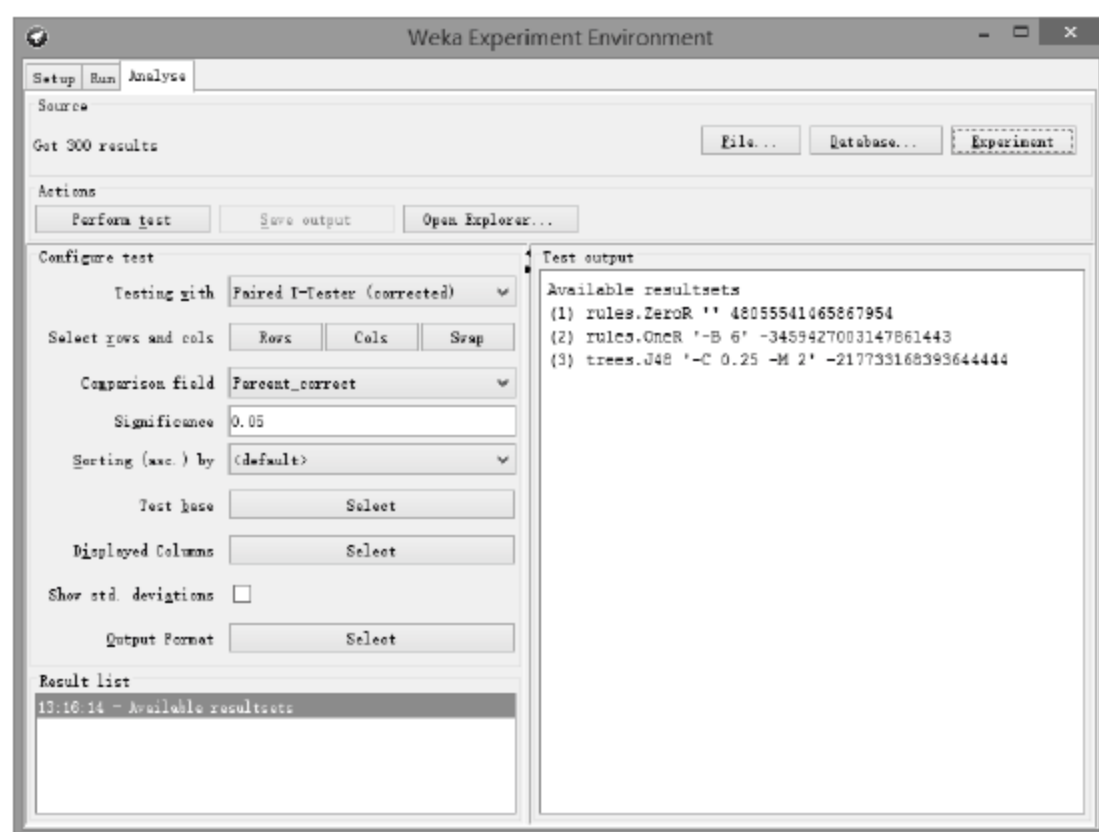 Weka Experiment Environment
Setup Run Analyse
Source
Got 300 results
File... Database... Experiment
Actions
Perform test Save output Open Explorer...
Configure test
Testing with Paired T-Tester (corrected)
Select rows and cols Rows Cols Swap
Comparison field Percent_correct
Significance 0.05
Sorting (asc.) by <default>
Test base Select
Displayed Columns Select
Show std. deviations
Output Format Select
Result list
13:16:14 - Available resultsets
Test output
Available resultsets
(1) rules.ZeroR '' 48055541465867954
(2) rules.OneR '-B 6' -3459427003147861443
(3) trees.J48 '-C 0.25 -M 2' -217733168393644444